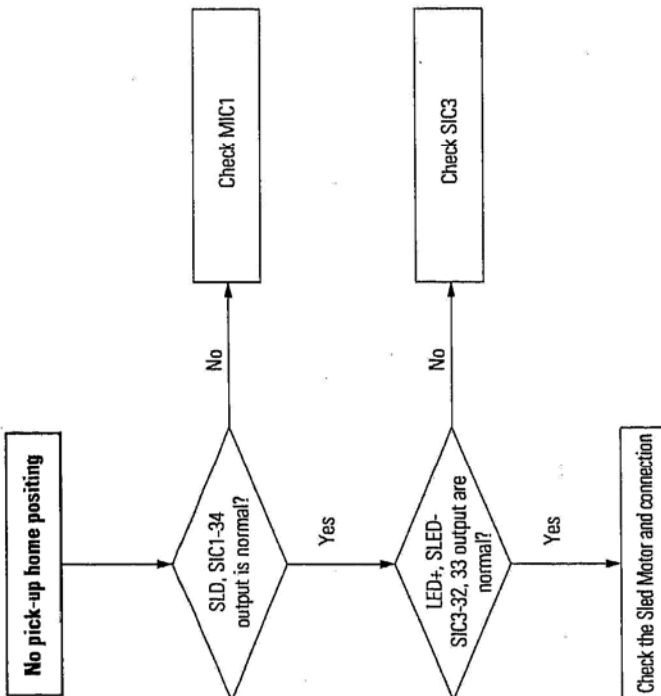 No pick-up home positing
SLD, SIC1-34
output is normal?
No
Check MIC1
Yes
LED+, SLED-
SIC3-32, 33 output are
normal?
No
Check SIC3
Yes
Check the Sled Motor and connection